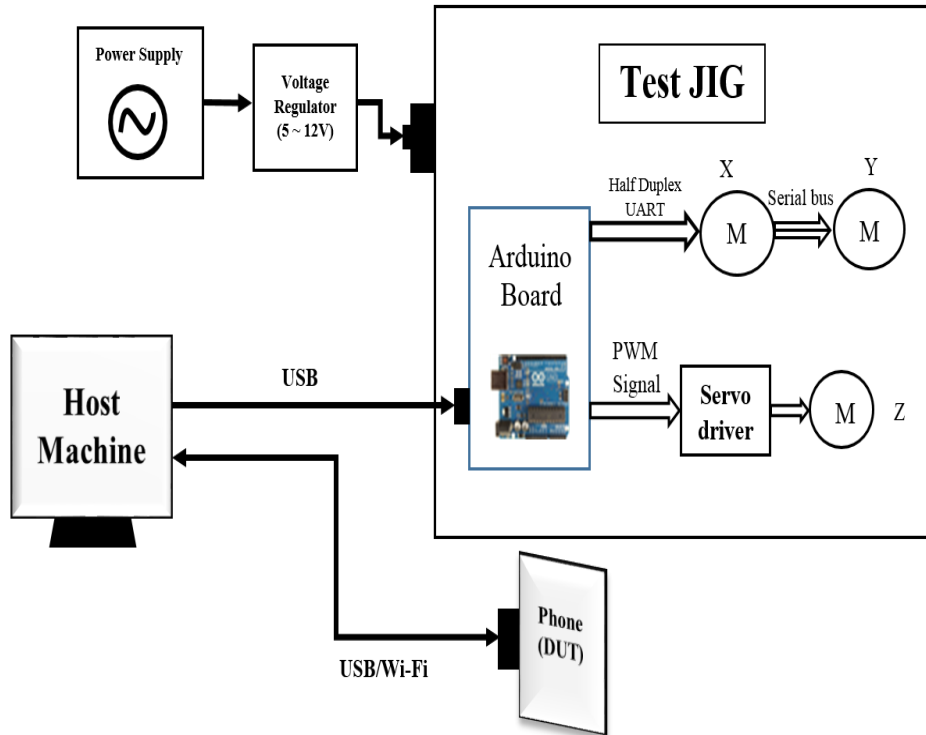 Power Supply
Voltage
Regulator
(5 ~ 12V)
Test JIG
Half Duplex
UART
X
Serial bus
Y
M
M
Arduino
Board
PWM
Signal
Servo
driver
M
Z
Host
Machine
USB
USB/Wi-Fi
Phone
(DUT)